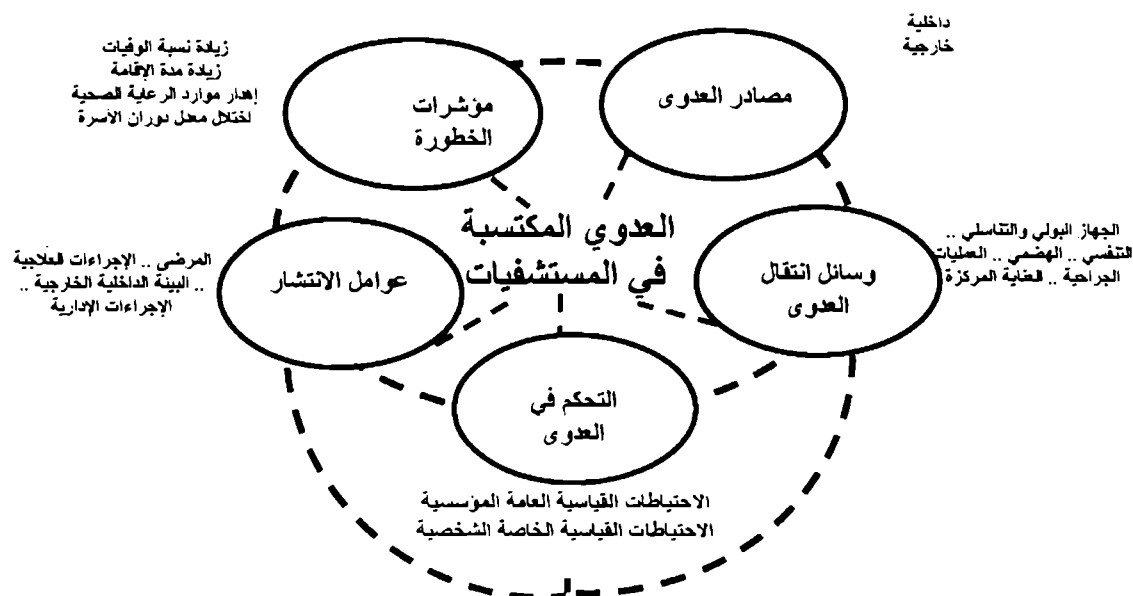 داخلية
خارجية
مصادر العدوى
زيادة نسبة الوفيات
زيادة مدة الإقامة
إهدار موارد الرعاية الصحية
اختلال معدل دوران الأسرة
مؤشرات
الخطورة
العدوي المكتسبة
في المستشفيات
الجهاز البولي والتناسلي ..
التنفسي .. الهضمي .. العمليات
الجراحية .. العناية المركزة
وسائل انتقال
العدوى
عوامل الانتشار
المرضى .. الإجراءات العلاجية
.. البيئة الداخلية الخارجية ..
الإجراءات الإدارية
التحكم في
العدوى
الاحتياطات القياسية العامة المؤسسية
الاحتياطات القياسية الخاصة الشخصية